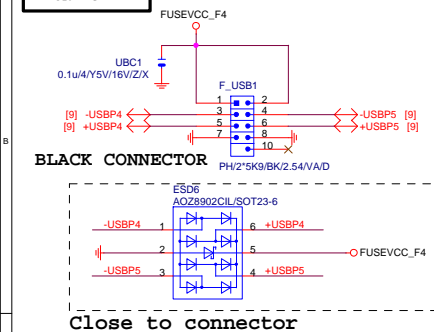 FUSEVCC_F4
UBC1
0.1u/4/Y5V/16V/Z/X
F_USB1
1 2
[9] -USBP4 3 4 -USBP5 [9]
[9] +USBP4 5 6 +USBP5 [9]
7 8
10
B
BLACK CONNECTOR
PH/2*5K9/BK/2.54/VA/D
ESD6
AOZ8902CIL/SOT23-6
-USBP4 1 6 +USBP4
2 5 FUSEVCC_F4
-USBP5 3 4 +USBP5
Close to connector